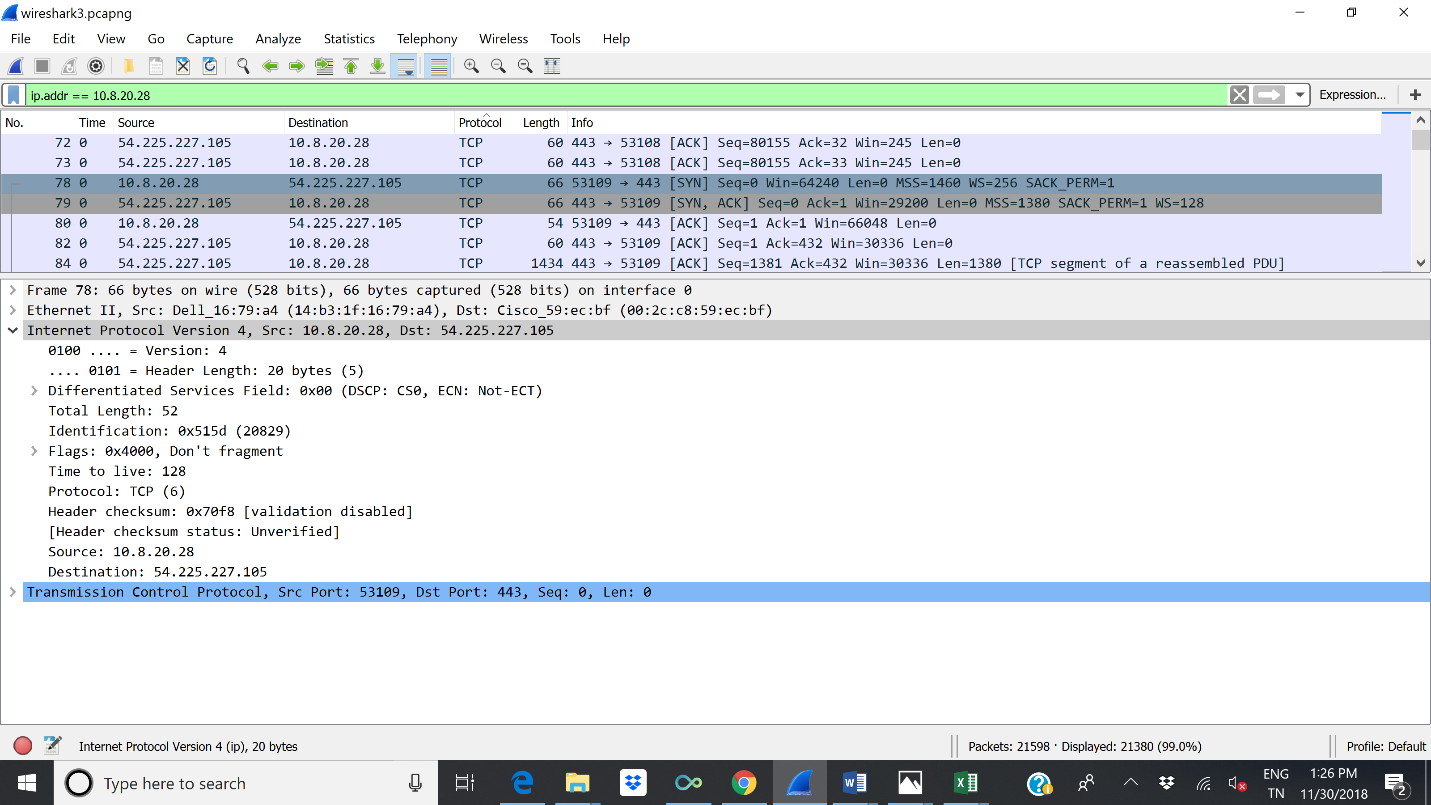 wireshark3.pcapng
File Edit View Go Capture Analyze Statistics Telephony Wireless Tools Help
ip.addr == 10.8.20.28 Expression... +
No. Time Source Destination Protocol Length Info
72 0 54.225.227.105 10.8.20.28 TCP 60 443 → 53108 [ACK] Seq=80155 Ack=32 Win=245 Len=0
73 0 54.225.227.105 10.8.20.28 TCP 60 443 → 53108 [ACK] Seq=80155 Ack=33 Win=245 Len=0
78 0 10.8.20.28 54.225.227.105 TCP 66 53109 → 443 [SYN] Seq=0 Win=64240 Len=0 MSS=1460 WS=256 SACK_PERM=1
79 0 54.225.227.105 10.8.20.28 TCP 66 443 → 53109 [SYN, ACK] Seq=0 Ack=1 Win=29200 Len=0 MSS=1380 SACK_PERM=1 WS=128
80 0 10.8.20.28 54.225.227.105 TCP 54 53109 → 443 [ACK] Seq=1 Ack=1 Win=66048 Len=0
82 0 54.225.227.105 10.8.20.28 TCP 60 443 → 53109 [ACK] Seq=1 Ack=432 Win=30336 Len=0
84 0 54.225.227.105 10.8.20.28 TCP 1434 443 → 53109 [ACK] Seq=1381 Ack=432 Win=30336 Len=1380 [TCP segment of a reassembled PDU]
Frame 78: 66 bytes on wire (528 bits), 66 bytes captured (528 bits) on interface 0
Ethernet II, Src: Dell_16:79:a4 (14:b3:1f:16:79:a4), Dst: Cisco_59:ec:bf (00:2c:c8:59:ec:bf)
Internet Protocol Version 4, Src: 10.8.20.28, Dst: 54.225.227.105
0100 .... = Version: 4
.... 0101 = Header Length: 20 bytes (5)
Differentiated Services Field: 0x00 (DSCP: CS0, ECN: Not-ECT)
Total Length: 52
Identification: 0x515d (20829)
Flags: 0x4000, Don't fragment
Time to live: 128
Protocol: TCP (6)
Header checksum: 0x70f8 [validation disabled]
[Header checksum status: Unverified]
Source: 10.8.20.28
Destination: 54.225.227.105
Transmission Control Protocol, Src Port: 53109, Dst Port: 443, Seq: 0, Len: 0
Internet Protocol Version 4 (ip), 20 bytes Packets: 21598 · Displayed: 21380 (99.0%) Profile: Default
Type here to search
ENG 1:26 PM
TN 11/30/2018 2